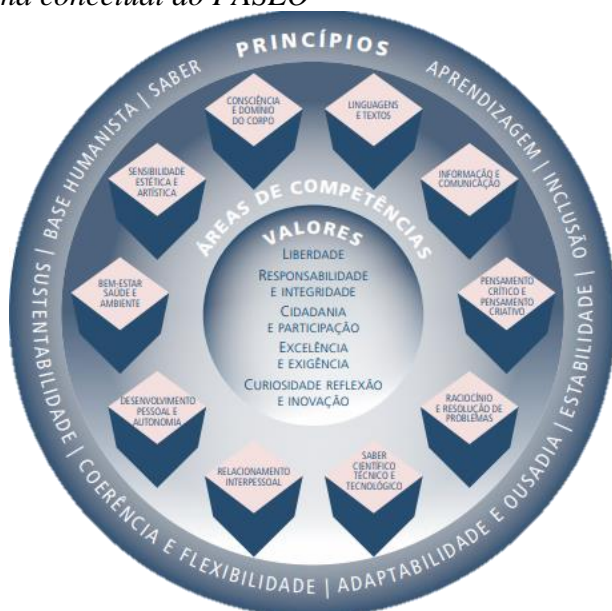 na concetual do PASEO
PRINCÍPIOS
BASE HUMANISTA | SABER
APRENDIZAGEM | INCLUSÃO | ESTABILIDADE | ADAPTABILIDADE E OUSADIA | COERÊNCIA E FLEXIBILIDADE | SUSTENTABILIDADE |
ÁREAS DE COMPETÊNCIAS
CONSCIÊNCIA
E DOMÍNIO
DO CORPO
LINGUAGENS
E TEXTOS
INFORMAÇÃO E
COMUNICAÇÃO
PENSAMENTO
CRÍTICO E
PENSAMENTO
CRIATIVO
RACIOCÍNIO
E RESOLUÇÃO DE
PROBLEMAS
SABER
CIENTÍFICO
TÉCNICO E
TECNOLÓGICO
RELACIONAMENTO
INTERPESSOAL
DESENVOLVIMENTO
PESSOAL E
AUTONOMIA
BEM-ESTAR
SAÚDE E
AMBIENTE
SENSIBILIDADE
ESTÉTICA E
ARTÍSTICA
VALORES
LIBERDADE
RESPONSABILIDADE
E INTEGRIDADE
CIDADANIA
E PARTICIPAÇÃO
EXCELÊNCIA
E EXIGÊNCIA
CURIOSIDADE REFLEXÃO
E INOVAÇÃO